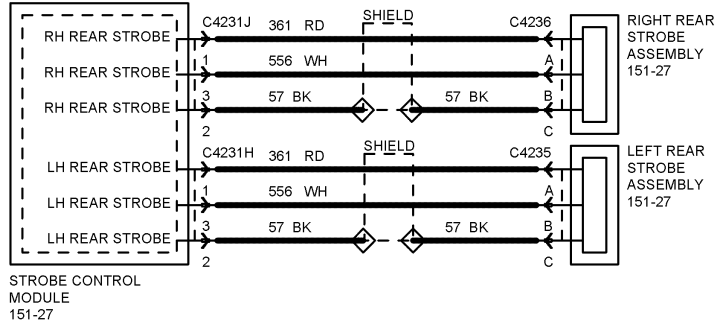 C4231J 361 RD SHIELD C4236 RIGHT REAR
RH REAR STROBE STROBE
1 556 WH A ASSEMBLY
RH REAR STROBE 151-27
3 57 BK 57 BK B
RH REAR STROBE
2 C
C4231H 361 RD SHIELD C4235 LEFT REAR
LH REAR STROBE STROBE
1 556 WH A ASSEMBLY
LH REAR STROBE 151-27
3 57 BK 57 BK B
LH REAR STROBE
2 C
STROBE CONTROL
MODULE
151-27